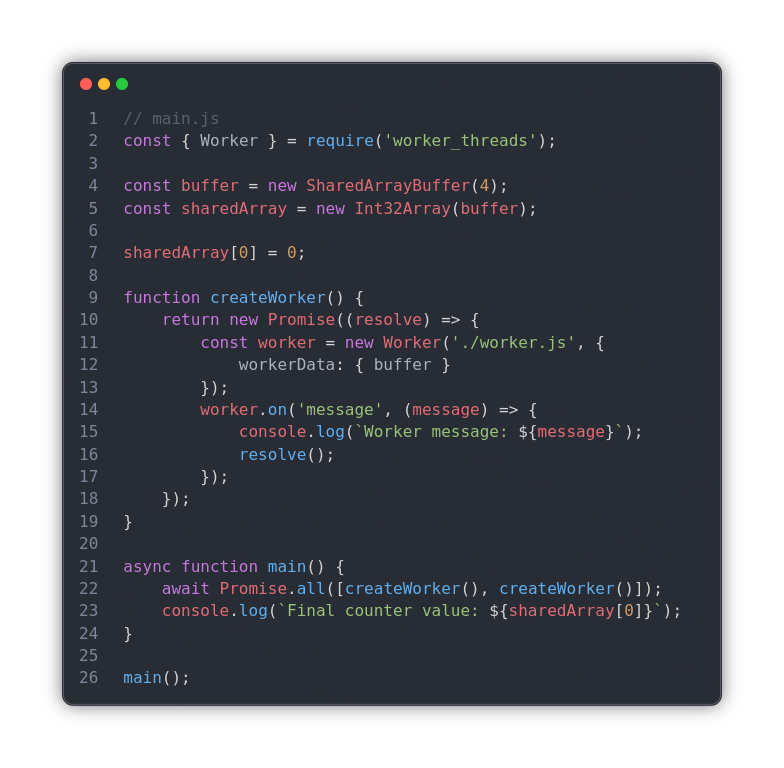 1 // main.js
2 const { Worker } = require('worker_threads');
3
4 const buffer = new SharedArrayBuffer(4);
5 const sharedArray = new Int32Array(buffer);
6
7 sharedArray[0] = 0;
8
9 function createWorker() {
10     return new Promise((resolve) => {
11         const worker = new Worker('./worker.js', {
12             workerData: { buffer }
13         });
14         worker.on('message', (message) => {
15             console.log(`Worker message: ${message}`);
16             resolve();
17         });
18     });
19 }
20
21 async function main() {
22     await Promise.all([createWorker(), createWorker()]);
23     console.log(`Final counter value: ${sharedArray[0]}`);
24 }
25
26 main();